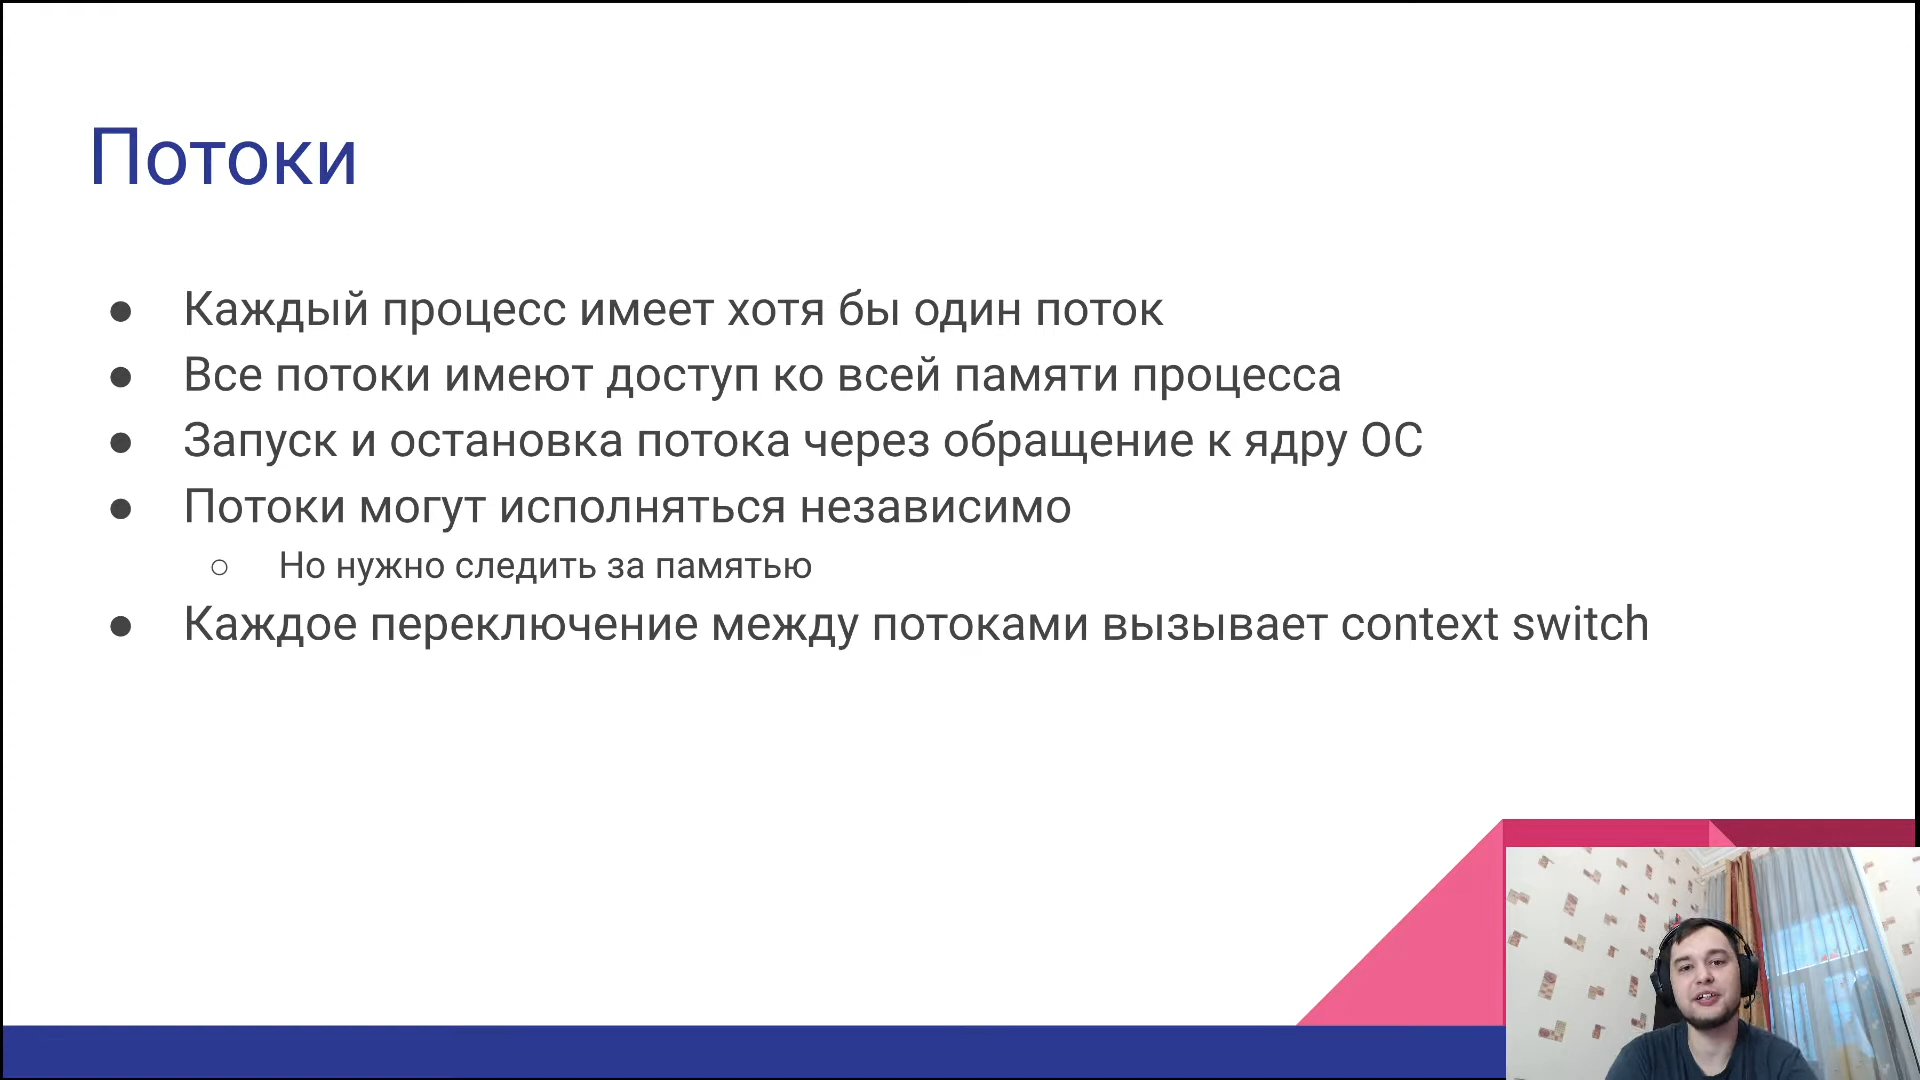 Потоки
● Каждый процесс имеет хотя бы один поток
● Все потоки имеют доступ ко всей памяти процесса
● Запуск и остановка потока через обращение к ядру ОС
● Потоки могут исполняться независимо
○ Но нужно следить за памятью
● Каждое переключение между потоками вызывает context switch